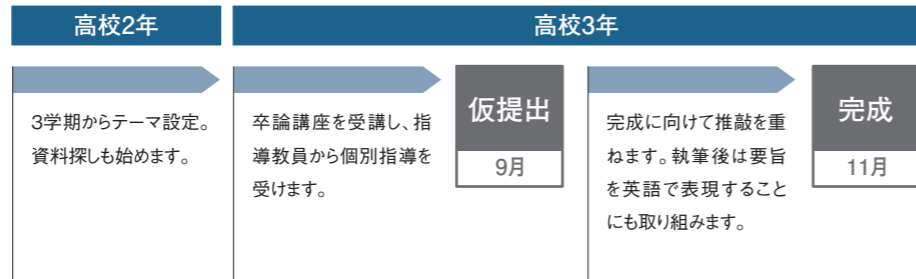 高校2年
高校3年
3学期からテーマ設定。
資料探しも始めます。
卒論講座を受講し、指
導教員から個別指導を
受けます。
仮提出
9月
完成に向けて推敲を重
ねます。執筆後は要旨
を英語で表現すること
にも取り組みます。
完成
11月